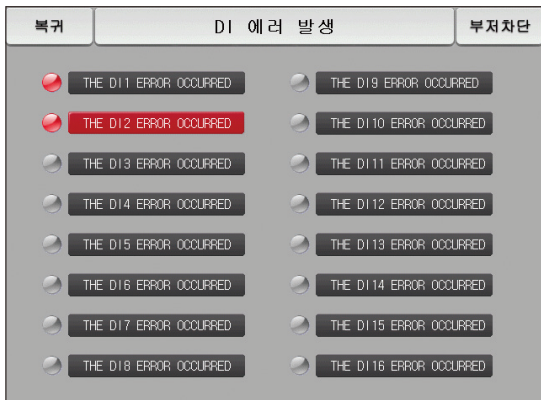 복귀
DI 에러 발생
부저차단
THE DI1 ERROR OCCURRED
THE DI2 ERROR OCCURRED
THE DI3 ERROR OCCURRED
THE DI4 ERROR OCCURRED
THE DI5 ERROR OCCURRED
THE DI6 ERROR OCCURRED
THE DI7 ERROR OCCURRED
THE DI8 ERROR OCCURRED
THE DI9 ERROR OCCURRED
THE DI10 ERROR OCCURRED
THE DI11 ERROR OCCURRED
THE DI12 ERROR OCCURRED
THE DI13 ERROR OCCURRED
THE DI14 ERROR OCCURRED
THE DI15 ERROR OCCURRED
THE DI16 ERROR OCCURRED